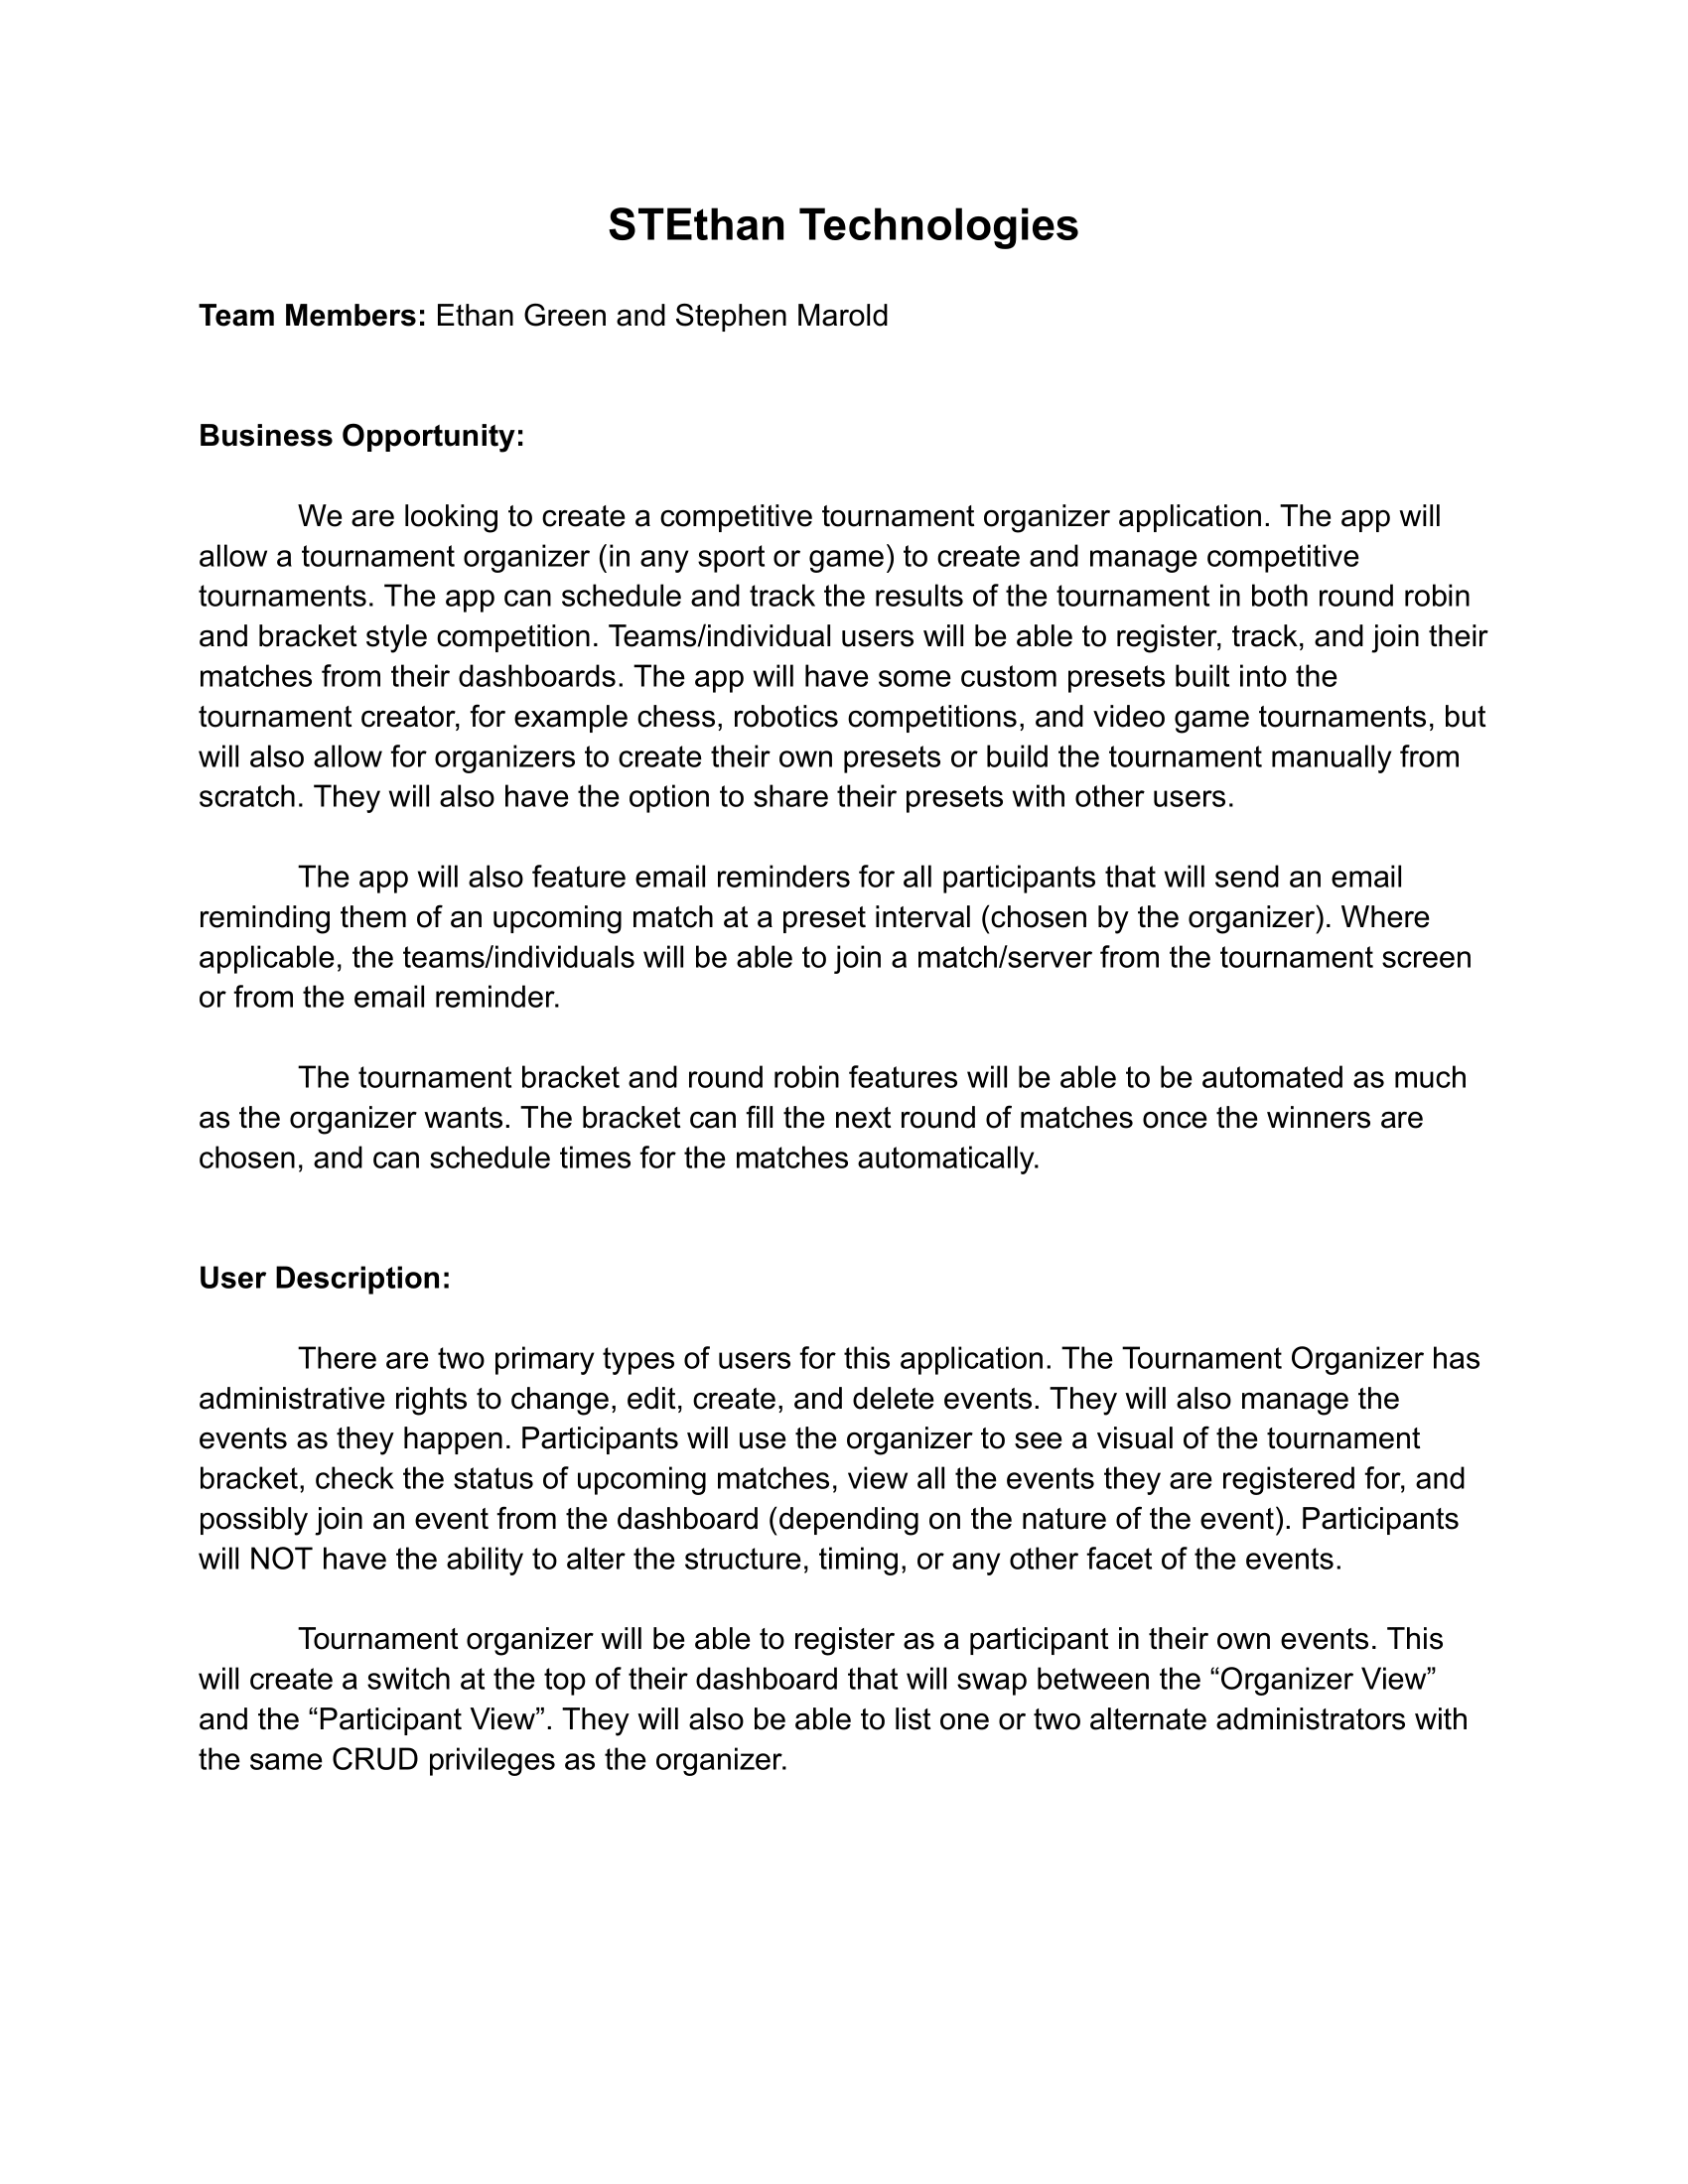 STEthan Technologies
Team Members: Ethan Green and Stephen Marold
Business Opportunity:
We are looking to create a competitive tournament organizer application. The app will
allow a tournament organizer (in any sport or game) to create and manage competitive
tournaments. The app can schedule and track the results of the tournament in both round robin
and bracket style competition. Teams/individual users will be able to register, track, and join their
matches from their dashboards. The app will have some custom presets built into the
tournament creator, for example chess, robotics competitions, and video game tournaments, but
will also allow for organizers to create their own presets or build the tournament manually from
scratch. They will also have the option to share their presets with other users.
The app will also feature email reminders for all participants that will send an email
reminding them of an upcoming match at a preset interval (chosen by the organizer). Where
applicable, the teams/individuals will be able to join a match/server from the tournament screen
or from the email reminder.
The tournament bracket and round robin features will be able to be automated as much
as the organizer wants. The bracket can fill the next round of matches once the winners are
chosen, and can schedule times for the matches automatically.
User Description:
There are two primary types of users for this application. The Tournament Organizer has
administrative rights to change, edit, create, and delete events. They will also manage the
events as they happen. Participants will use the organizer to see a visual of the tournament
bracket, check the status of upcoming matches, view all the events they are registered for, and
possibly join an event from the dashboard (depending on the nature of the event). Participants
will NOT have the ability to alter the structure, timing, or any other facet of the events.
Tournament organizer will be able to register as a participant in their own events. This
will create a switch at the top of their dashboard that will swap between the “Organizer View”
and the “Participant View”. They will also be able to list one or two alternate administrators with
the same CRUD privileges as the organizer.